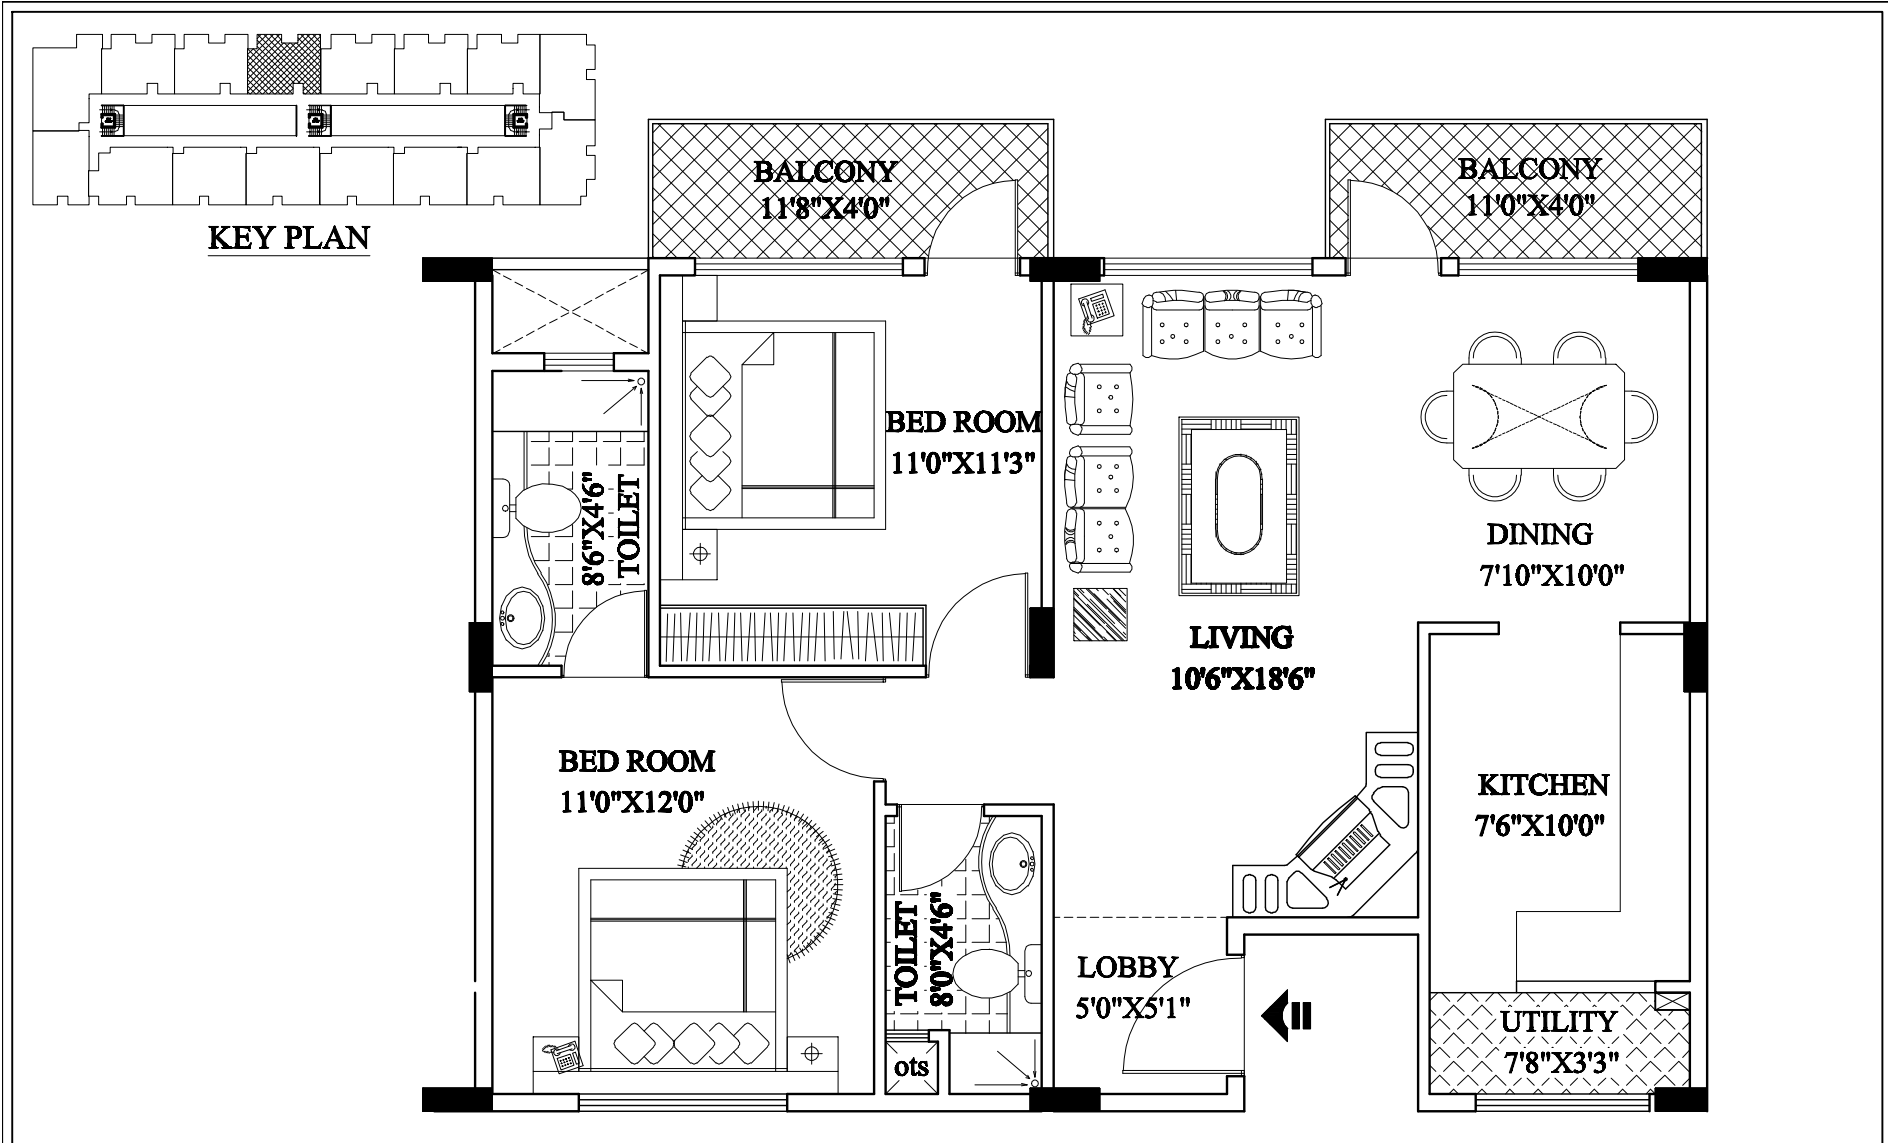 KEY PLAN
BALCONY
11'8"X4'0"
BALCONY
11'0"X4'0"
BED ROOM
11'0"X11'3"
8'6"X4'6"
TOILET
DINING
7'10"X10'0"
LIVING
10'6"X18'6"
BED ROOM
11'0"X12'0"
KITCHEN
7'6"X10'0"
TOILET
8'0"X4'6"
LOBBY
5'0"X5'1"
UTILITY
7'8"X3'3"
ots